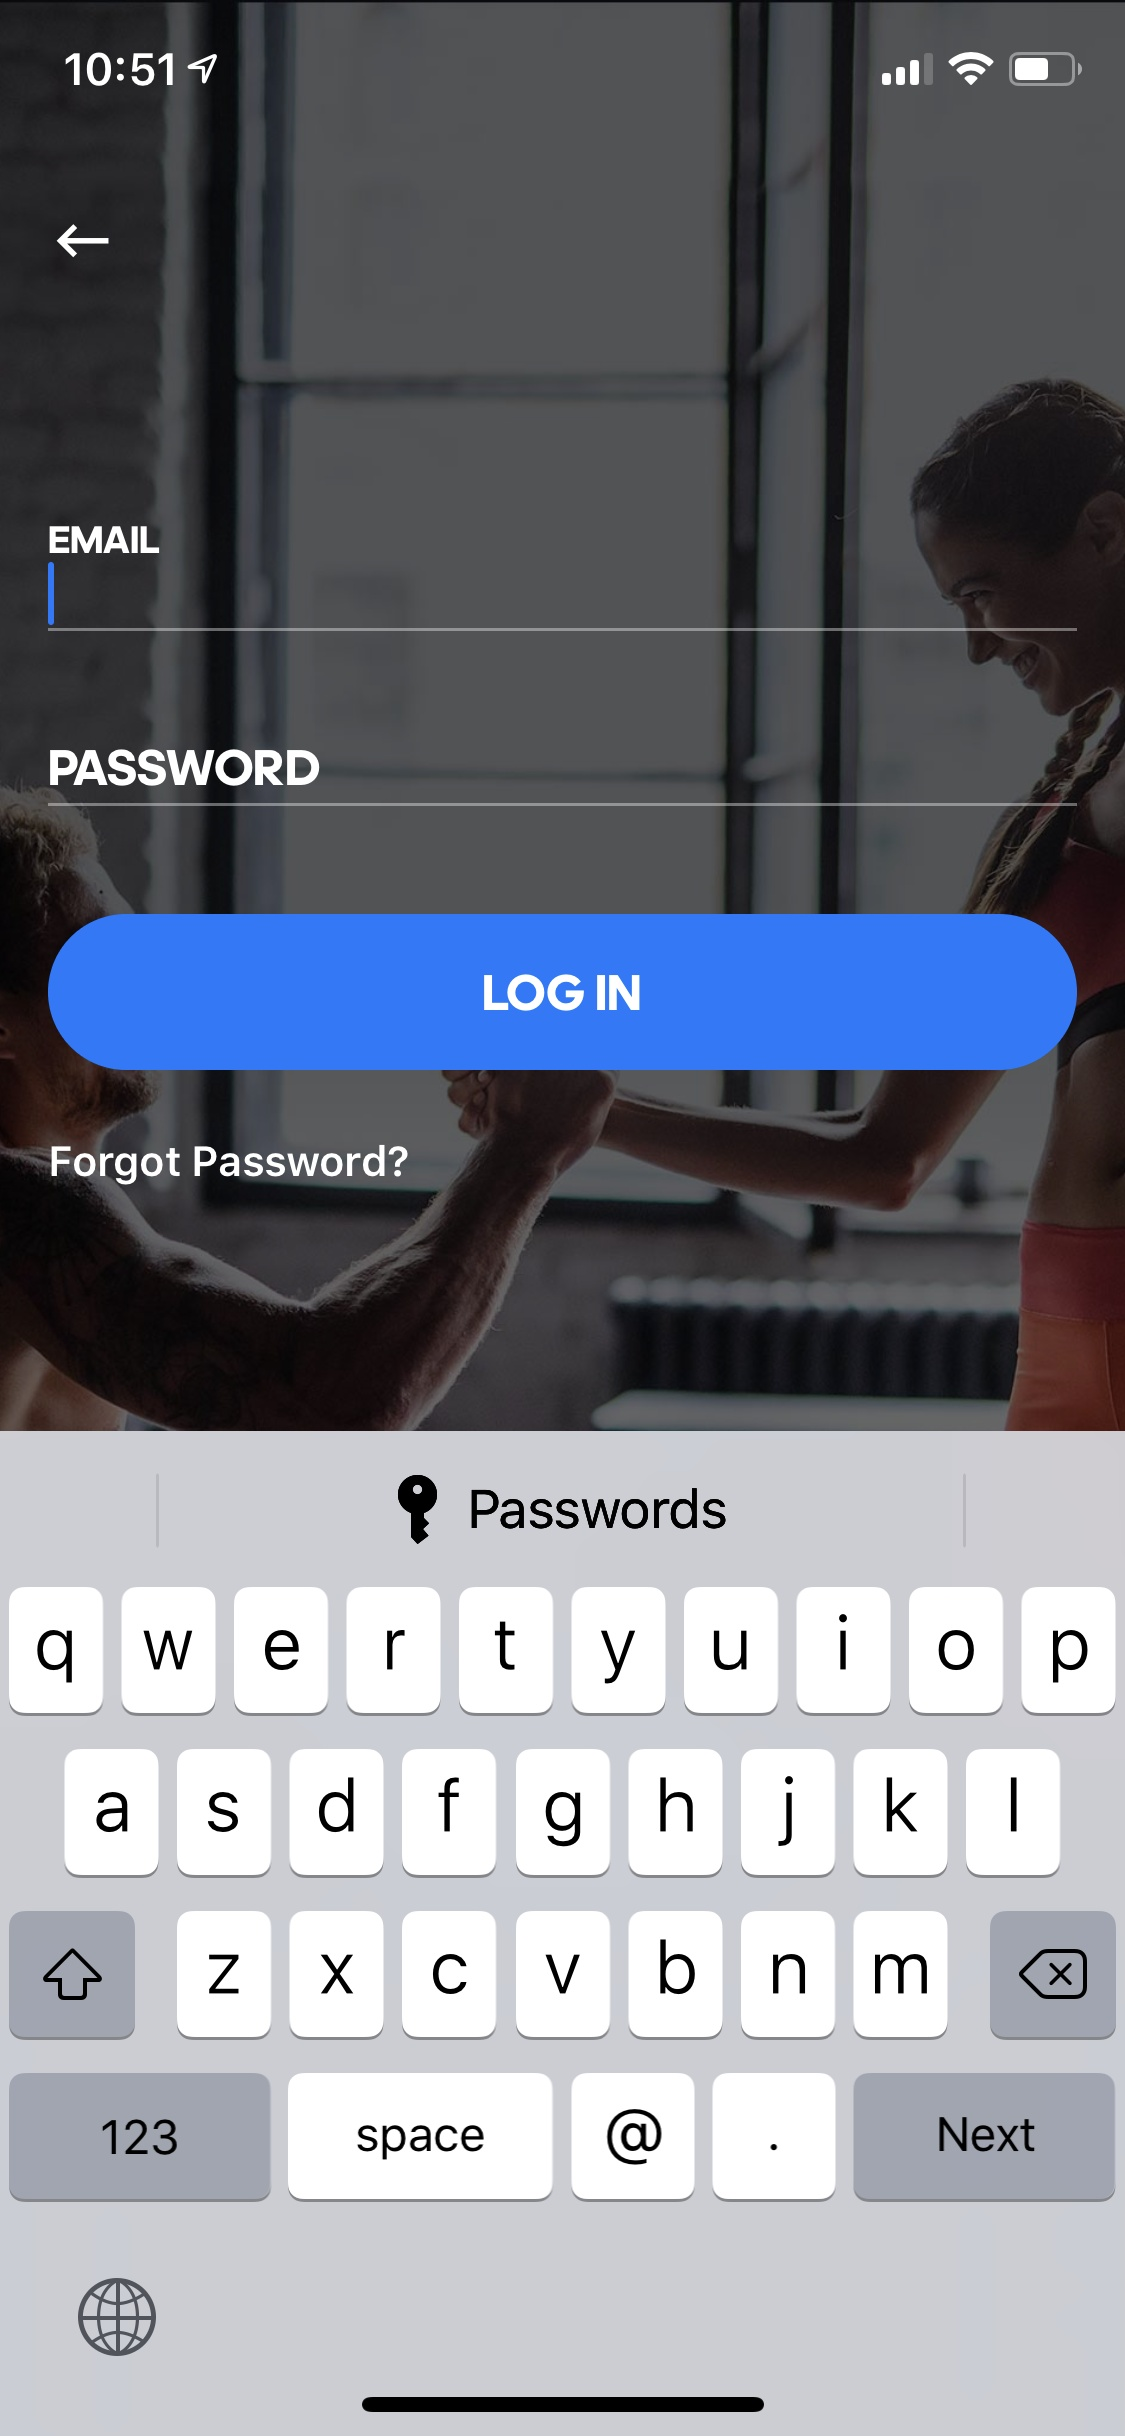 10:51
EMAIL
PASSWORD
LOG IN
Forgot Password?
Passwords
q w e r t y u i o p
a s d f g h j k l
z x c v b n m
123 space @ . Next